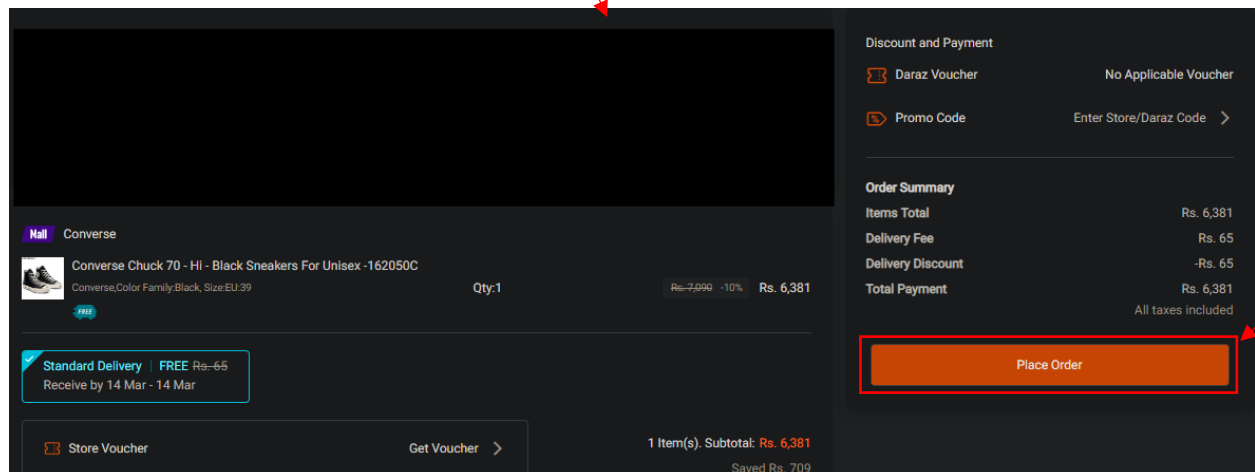 Mall Converse
Converse Chuck 70 - Hi - Black Sneakers For Unisex -162050C
Converse,Color Family:Black, Size:EU:39
Qty:1
Rs. 7,090 -10% Rs. 6,381
FREE
Standard Delivery | FREE Rs. 65
Receive by 14 Mar - 14 Mar
Store Voucher Get Voucher
1 Item(s). Subtotal: Rs. 6,381
Saved Rs. 709
Discount and Payment
Daraz Voucher No Applicable Voucher
Promo Code Enter Store/Daraz Code
Order Summary
Items Total Rs. 6,381
Delivery Fee Rs. 65
Delivery Discount -Rs. 65
Total Payment Rs. 6,381
All taxes included
Place Order